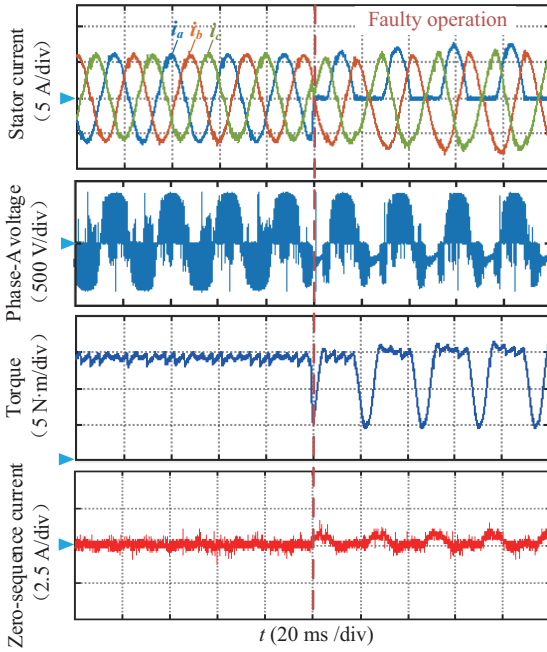 Faulty operation
i_a i_b i_c
Stator current
(5 A/div)
Phase-A voltage
(500 V/div)
Torque
(5 N·m/div)
Zero-sequence current
(2.5 A/div)
t (20 ms /div)